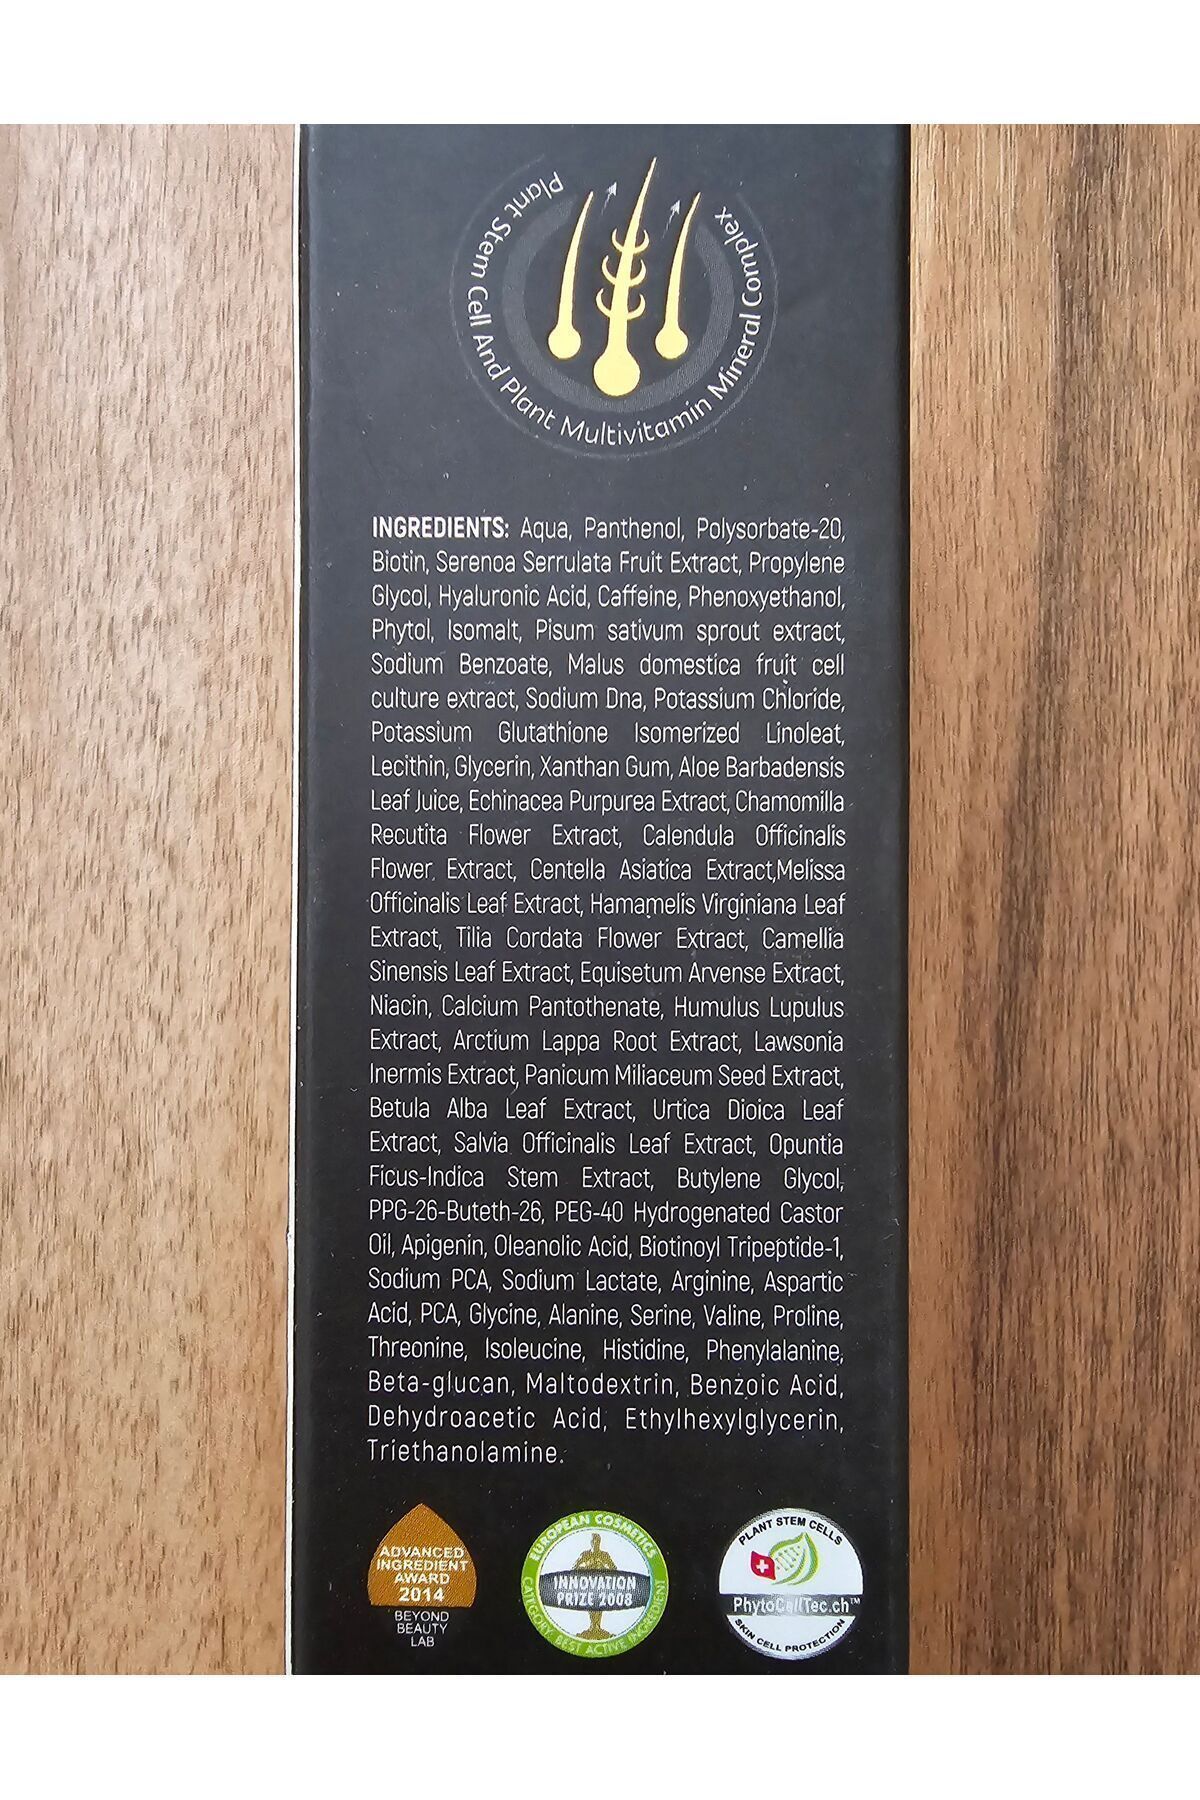 Plant Stem Cell And Plant Multivitamin Mineral Complex
INGREDIENTS: Aqua, Panthenol, Polysorbate-20,
Biotin, Serenoa Serrulata Fruit Extract, Propylene
Glycol, Hyaluronic Acid, Caffeine, Phenoxyethanol,
Phytol, Isomalt, Pisum sativum sprout extract,
Sodium Benzoate, Malus domestica fruit cell
culture extract, Sodium Dna, Potassium Chloride,
Potassium Glutathione Isomerized Linoleat,
Lecithin, Glycerin, Xanthan Gum, Aloe Barbadensis
Leaf Juice, Echinacea Purpurea Extract, Chamomilla
Recutita Flower Extract, Calendula Officinalis
Flower Extract, Centella Asiatica Extract,Melissa
Officinalis Leaf Extract, Hamamelis Virginiana Leaf
Extract, Tilia Cordata Flower Extract, Camellia
Sinensis Leaf Extract, Equisetum Arvense Extract,
Niacin, Calcium Pantothenate, Humulus Lupulus
Extract, Arctium Lappa Root Extract, Lawsonia
Inermis Extract, Panicum Miliaceum Seed Extract,
Betula Alba Leaf Extract, Urtica Dioica Leaf
Extract, Salvia Officinalis Leaf Extract, Opuntia
Ficus-Indica Stem Extract, Butylene Glycol,
PPG-26-Buteth-26, PEG-40 Hydrogenated Castor
Oil, Apigenin, Oleanolic Acid, Biotinoyl Tripeptide-1,
Sodium PCA, Sodium Lactate, Arginine, Aspartic
Acid, PCA, Glycine, Alanine, Serine, Valine, Proline,
Threonine, Isoleucine, Histidine, Phenylalanine,
Beta-glucan, Maltodextrin, Benzoic Acid,
Dehydroacetic Acid, Ethylhexylglycerin,
Triethanolamine.
ADVANCED
INGREDIENT
AWARD
2014
BEYOND
BEAUTY
LAB
EUROPEAN COSMETICS
INNOVATION
PRIZE 2008
CATEGORY: BEST ACTIVE INGREDIENT
PLANT STEM CELLS
PhytoCellTec.ch™
SKIN CELL PROTECTION